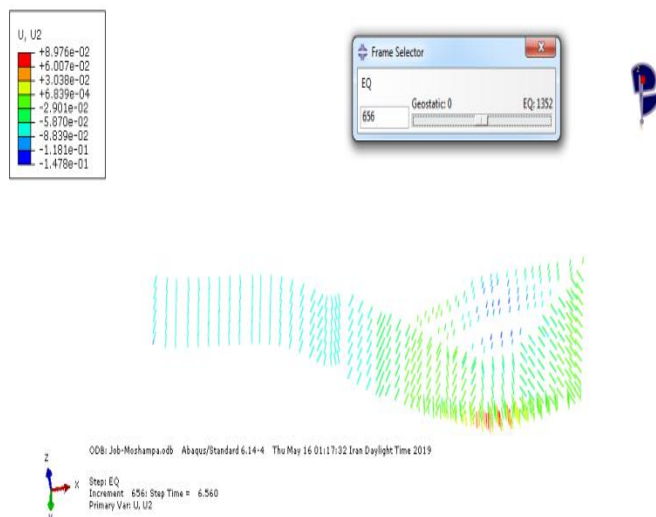 U, U2
+8.976e-02
+6.007e-02
+3.038e-02
+6.839e-04
-2.901e-02
-5.870e-02
-8.839e-02
-1.181e-01
-1.478e-01
Frame Selector
EQ
656
Geostatic: 0
EQ: 1352
ODB: Job-Moshampa.odb Abaqus/Standard 6.14-4 Thu May 16 01:17:32 Iran Daylight Time 2019
Z
X
Y
Step: EQ
Increment 656: Step Time = 6.560
Primary Var: U, U2